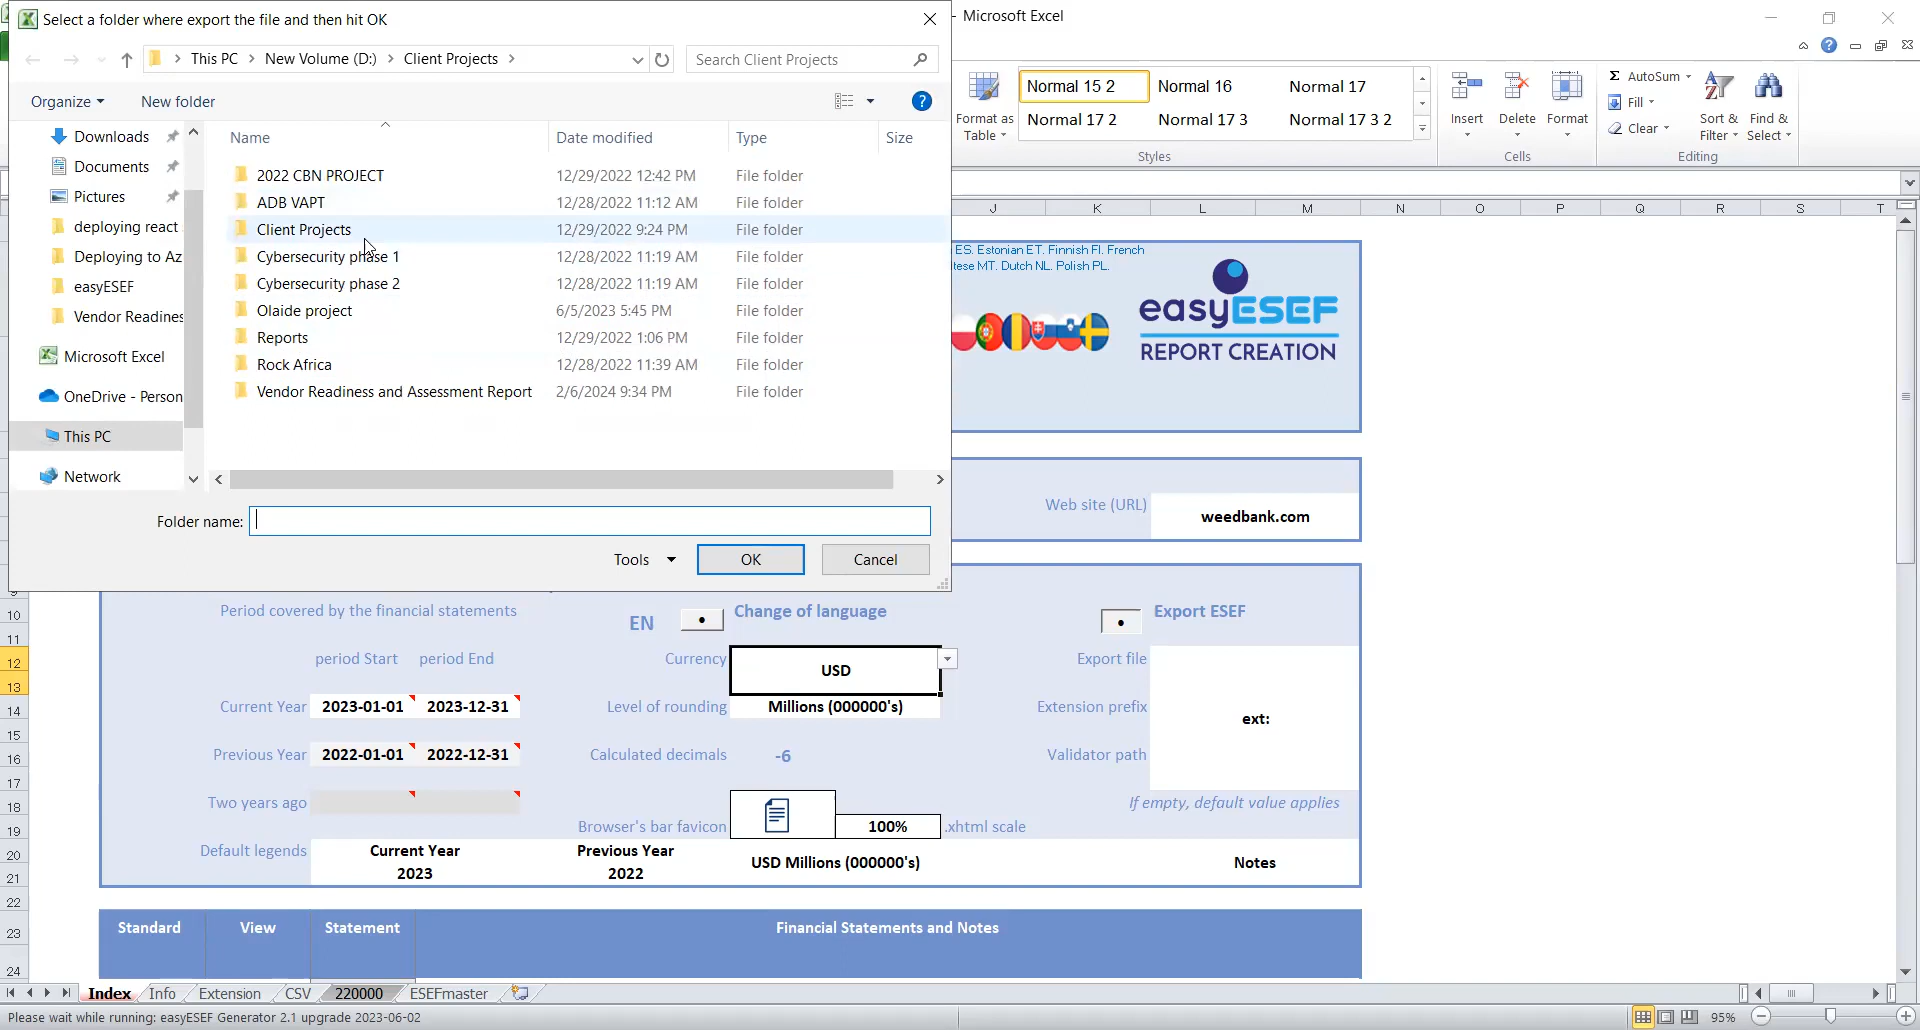 Select a folder where export the file and then hit OK
- Microsoft Excel
This PC > New Volume (D:) > Client Projects >
Search Client Projects
Organize
New folder
Downloads
Documents
Pictures
deploying react
Deploying to Az
easyESEF
Vendor Readines
Microsoft Excel
OneDrive - Person
This PC
Network
Name Date modified Type Size
2022 CBN PROJECT 12/29/2022 12:42 PM File folder
ADB VAPT 12/28/2022 11:12 AM File folder
Client Projects 12/29/2022 9:24 PM File folder
Cybersecurity phase 1 12/28/2022 11:19 AM File folder
Cybersecurity phase 2 12/28/2022 11:19 AM File folder
Olaide project 6/5/2023 5:45 PM File folder
Reports 12/29/2022 1:06 PM File folder
Rock Africa 12/28/2022 11:39 AM File folder
Vendor Readiness and Assessment Report 2/6/2024 9:34 PM File folder
Folder name:
Tools
OK
Cancel
Format as
Table
Normal 15 2 Normal 16 Normal 17
Normal 17 2 Normal 17 3 Normal 17 3 2
Styles
Insert Delete Format
Cells
AutoSum
Fill
Clear
Sort &
Filter
Find &
Select
Editing
J K L M N O P Q R S T
ES. Estonian ET. Finnish FI. French
tese MT. Dutch NL. Polish PL.
easyESEF
REPORT CREATION
Web site (URL) weedbank.com
Period covered by the financial statements
EN
Change of language
Export ESEF
period Start period End
Currency USD
Export file
Current Year 2023-01-01 2023-12-31
Level of rounding Millions (000000's)
Extension prefix ext:
Previous Year 2022-01-01 2022-12-31
Calculated decimals -6
Validator path
Two years ago
If empty, default value applies
Browser's bar favicon 100% .xhtml scale
Default legends Current Year Previous Year USD Millions (000000's) Notes
2023 2022
Standard View Statement Financial Statements and Notes
10
11
12
13
14
15
16
17
18
19
20
21
22
23
24
Index Info Extension CSV 220000 ESEFmaster
Please wait while running: easyESEF Generator 2.1 upgrade 2023-06-02
95%